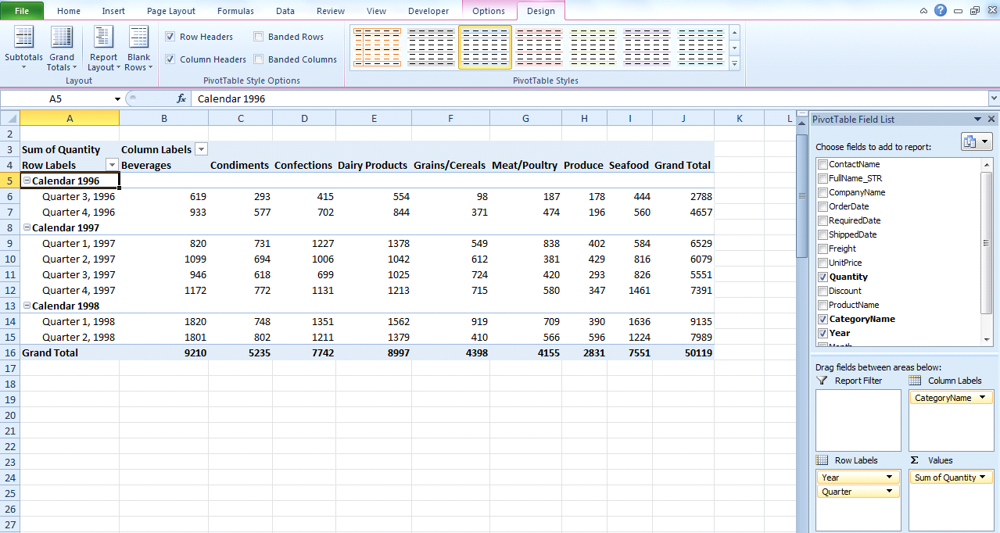 File Home Insert Page Layout Formulas Data Review View Developer Options Design
Row Headers Banded Rows
Subtotals Grand Totals Report Layout Blank Rows
Column Headers Banded Columns
Layout PivotTable Style Options PivotTable Styles
A5 fx Calendar 1996
A B C D E F G H I J K L
2
3 Sum of Quantity Column Labels
4 Row Labels Beverages Condiments Confections Dairy Products Grains/Cereals Meat/Poultry Produce Seafood Grand Total
5 Calendar 1996
6 Quarter 3, 1996 619 293 415 554 98 187 178 444 2788
7 Quarter 4, 1996 933 577 702 844 371 474 196 560 4657
8 Calendar 1997
9 Quarter 1, 1997 820 731 1227 1378 549 838 402 584 6529
10 Quarter 2, 1997 1099 694 1006 1042 612 381 429 816 6079
11 Quarter 3, 1997 946 618 699 1025 724 420 293 826 5551
12 Quarter 4, 1997 1172 772 1131 1213 715 580 347 1461 7391
13 Calendar 1998
14 Quarter 1, 1998 1820 748 1351 1562 919 709 390 1636 9135
15 Quarter 2, 1998 1801 802 1211 1379 410 566 596 1224 7989
16 Grand Total 9210 5235 7742 8997 4398 4155 2831 7551 50119
17
18
19
20
21
22
23
24
25
26
27
PivotTable Field List
Choose fields to add to report:
ContactName
FullName_STR
CompanyName
OrderDate
RequiredDate
ShippedDate
Freight
UnitPrice
Quantity
Discount
ProductName
CategoryName
Year
Drag fields between areas below:
Report Filter Column Labels
CategoryName
Row Labels Σ Values
Year Sum of Quantity
Quarter